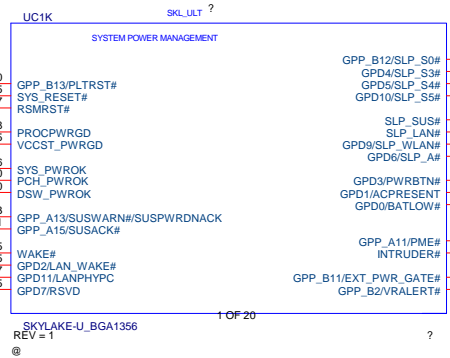 UC1K
SKL_ULT
?
SYSTEM POWER MANAGEMENT
GPP_B13/PLTRST#
SYS_RESET#
RSMRST#
PROCPWRGD
VCCST_PWRGD
SYS_PWROK
PCH_PWROK
DSW_PWROK
GPP_A13/SUSWARN#/SUSPWRDNACK
GPP_A15/SUSACK#
WAKE#
GPD2/LAN_WAKE#
GPD11/LANPHYPC
GPD7/RSVD
GPP_B12/SLP_S0#
GPD4/SLP_S3#
GPD5/SLP_S4#
GPD10/SLP_S5#
SLP_SUS#
SLP_LAN#
GPD9/SLP_WLAN#
GPD6/SLP_A#
GPD3/PWRBTN#
GPD1/ACPRESENT
GPD0/BATLOW#
GPP_A11/PME#
INTRUDER#
GPP_B11/EXT_PWR_GATE#
GPP_B2/VRALERT#
1 OF 20
SKYLAKE-U_BGA1356
REV = 1
?
@